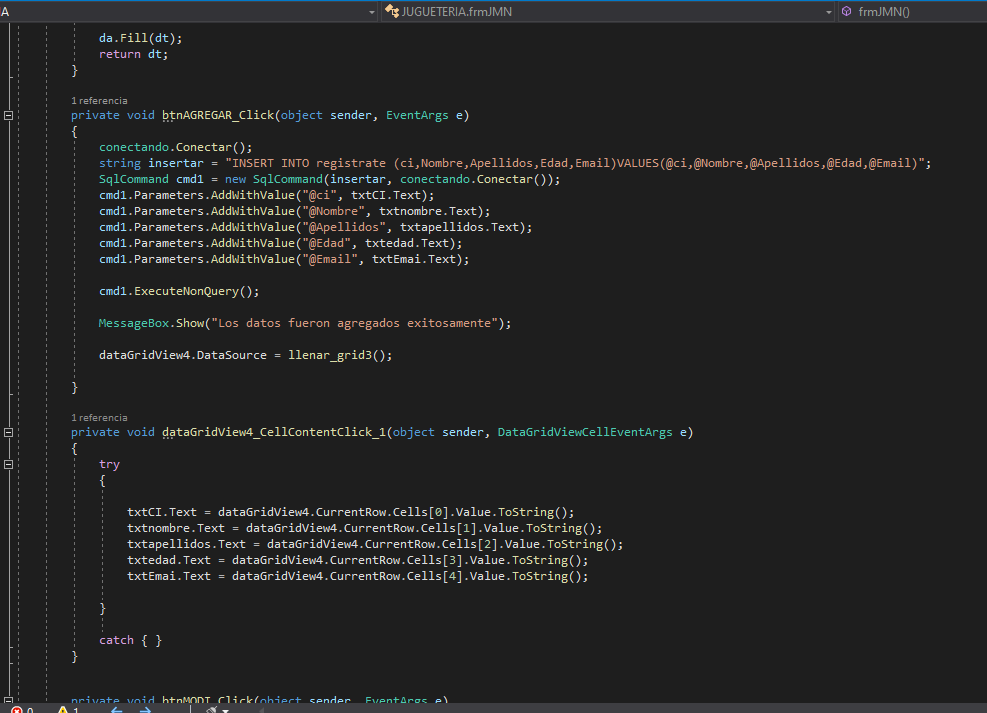 A JUGUETERIA.frmJMN frmJMN()
da.Fill(dt);
return dt;
}
1 referencia
private void btnAGREGAR_Click(object sender, EventArgs e)
{
conectando.Conectar();
string insertar = "INSERT INTO registrate (ci,Nombre,Apellidos,Edad,Email)VALUES(@ci,@Nombre,@Apellidos,@Edad,@Email)";
SqlCommand cmd1 = new SqlCommand(insertar, conectando.Conectar());
cmd1.Parameters.AddWithValue("@ci", txtCI.Text);
cmd1.Parameters.AddWithValue("@Nombre", txtnombre.Text);
cmd1.Parameters.AddWithValue("@Apellidos", txtapellidos.Text);
cmd1.Parameters.AddWithValue("@Edad", txtedad.Text);
cmd1.Parameters.AddWithValue("@Email", txtEmai.Text);
cmd1.ExecuteNonQuery();
MessageBox.Show("Los datos fueron agregados exitosamente");
dataGridView4.DataSource = llenar_grid3();
}
1 referencia
private void dataGridView4_CellContentClick_1(object sender, DataGridViewCellEventArgs e)
{
try
{
txtCI.Text = dataGridView4.CurrentRow.Cells[0].Value.ToString();
txtnombre.Text = dataGridView4.CurrentRow.Cells[1].Value.ToString();
txtapellidos.Text = dataGridView4.CurrentRow.Cells[2].Value.ToString();
txtedad.Text = dataGridView4.CurrentRow.Cells[3].Value.ToString();
txtEmai.Text = dataGridView4.CurrentRow.Cells[4].Value.ToString();
}
catch { }
}
private void btnMODI_Click(object sender, EventArgs e)
0 1